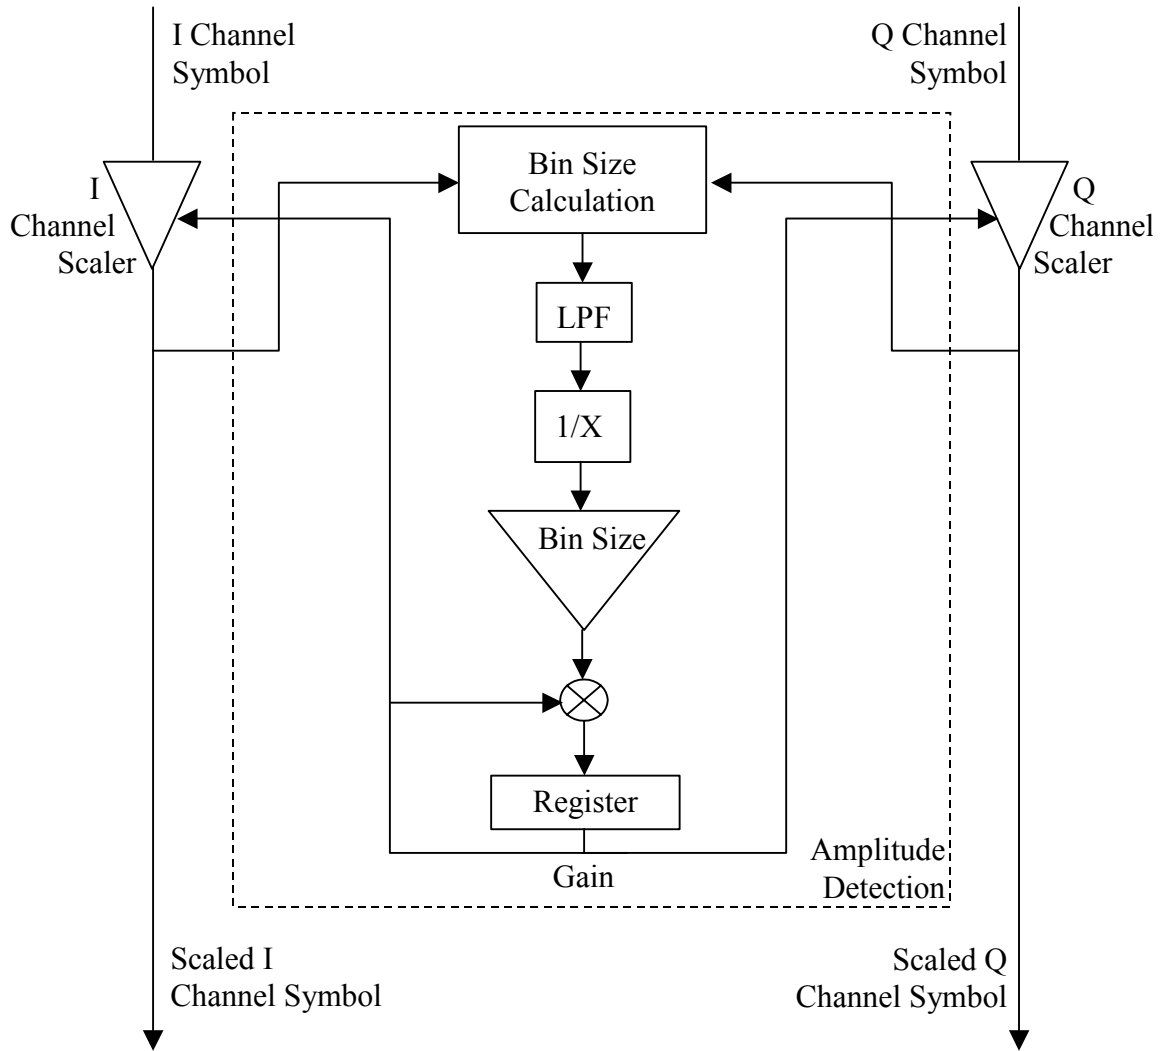 I Channel
Symbol
Q Channel
Symbol
Bin Size
Calculation
I
Channel
Scaler
Q
Channel
Scaler
LPF
1/X
Bin Size
Register
Gain
Amplitude
Detection
Scaled I
Channel Symbol
Scaled Q
Channel Symbol